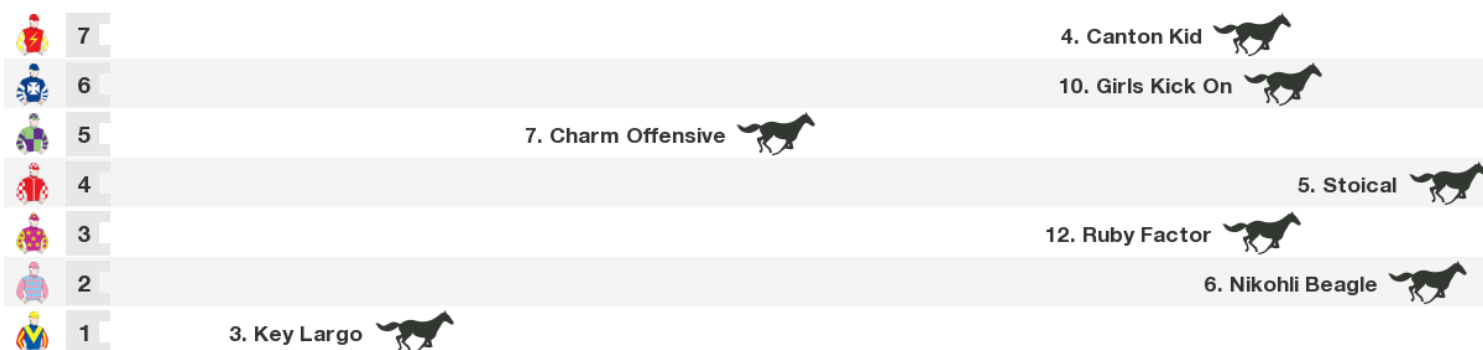 7 4. Canton Kid
6 10. Girls Kick On
5 7. Charm Offensive
4 5. Stoical
3 12. Ruby Factor
2 6. Nikohli Beagle
1 3. Key Largo